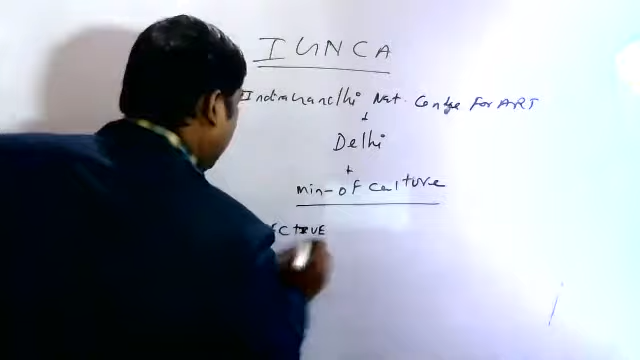 IGNCA
Indira Gandhi Nat. Centre For ART
Delhi
min- of Culture